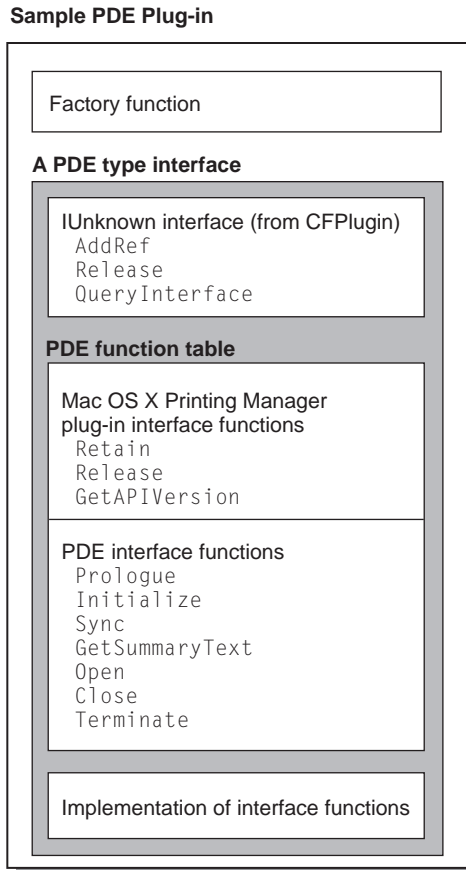 Sample PDE Plug-in
Factory function
A PDE type interface
IUnknown interface (from CFPlugin)
AddRef
Release
QueryInterface
PDE function table
Mac OS X Printing Manager
plug-in interface functions
Retain
Release
GetAPIVersion
PDE interface functions
Prologue
Initialize
Sync
GetSummaryText
Open
Close
Terminate
Implementation of interface functions